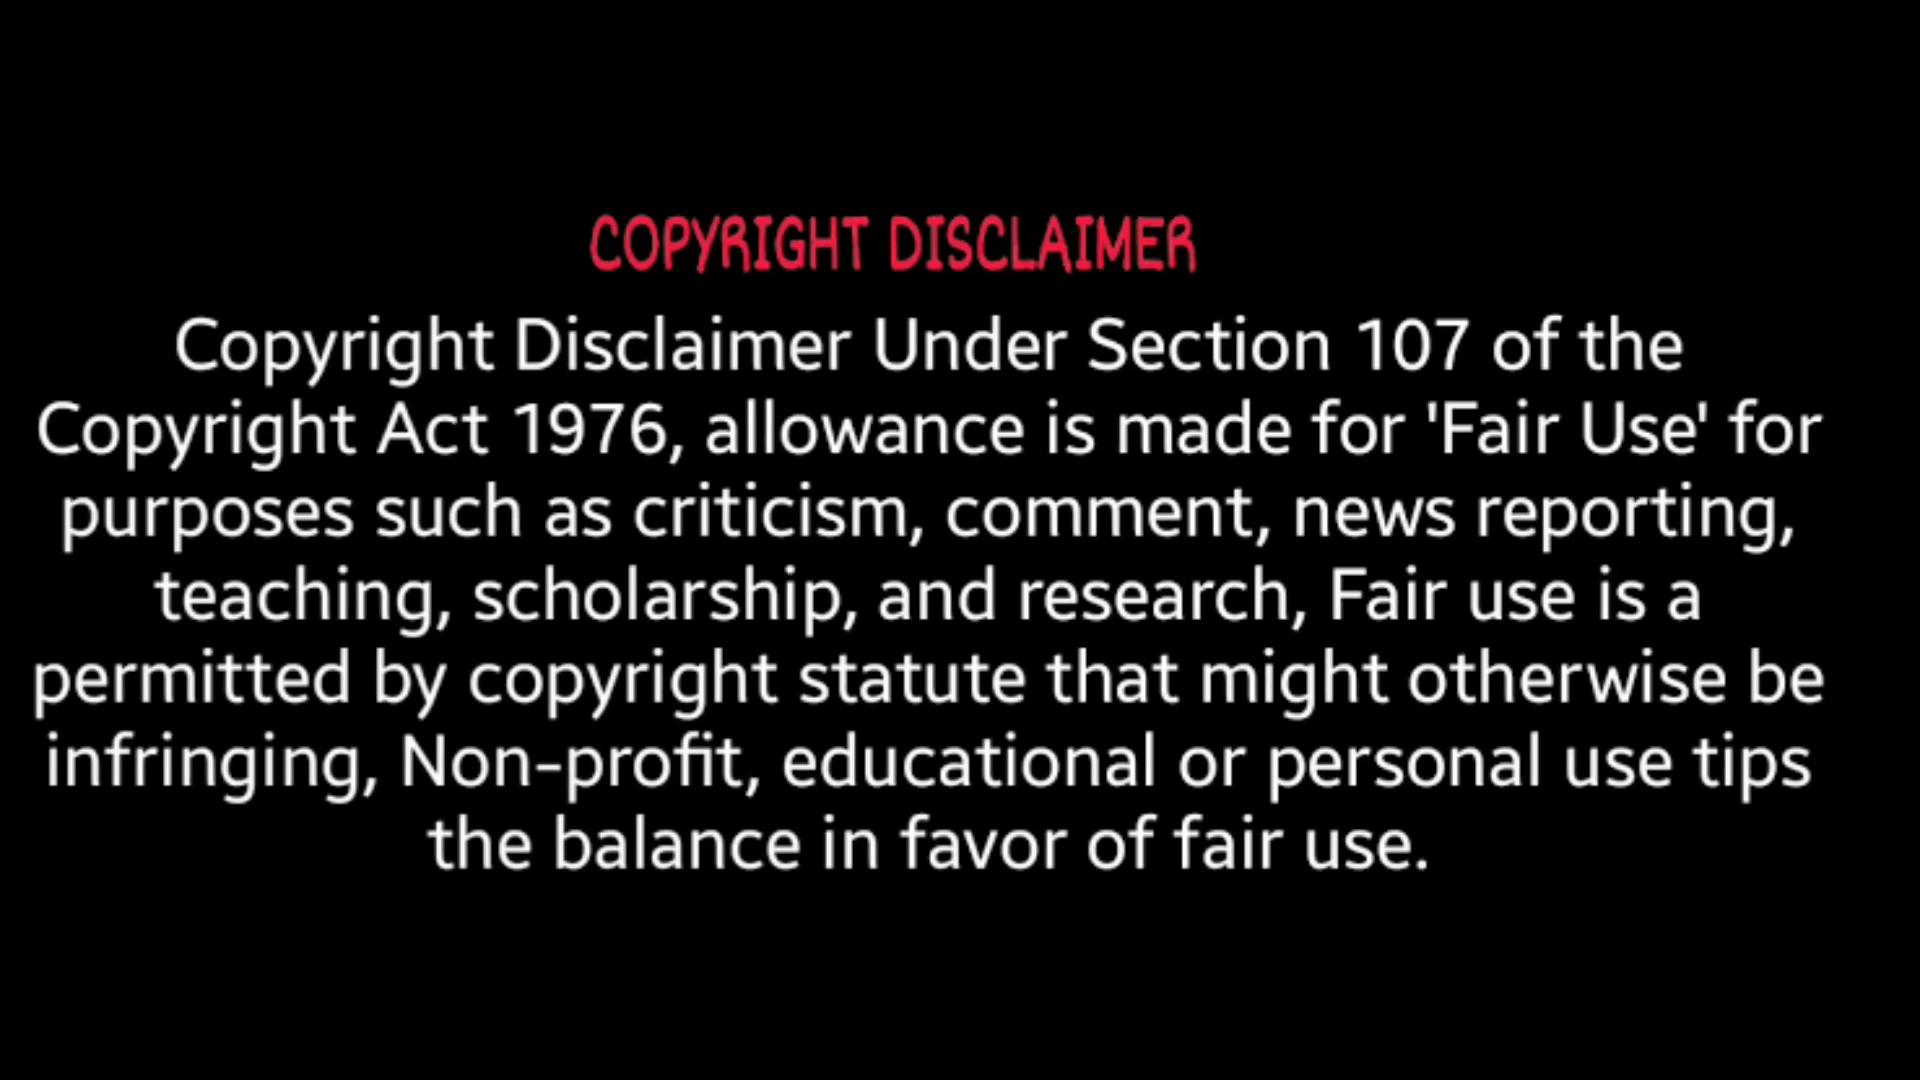 COPYRIGHT DISCLAIMER
Copyright Disclaimer Under Section 107 of the
Copyright Act 1976, allowance is made for 'Fair Use' for
purposes such as criticism, comment, news reporting,
teaching, scholarship, and research, Fair use is a
permitted by copyright statute that might otherwise be
infringing, Non-profit, educational or personal use tips
the balance in favor of fair use.